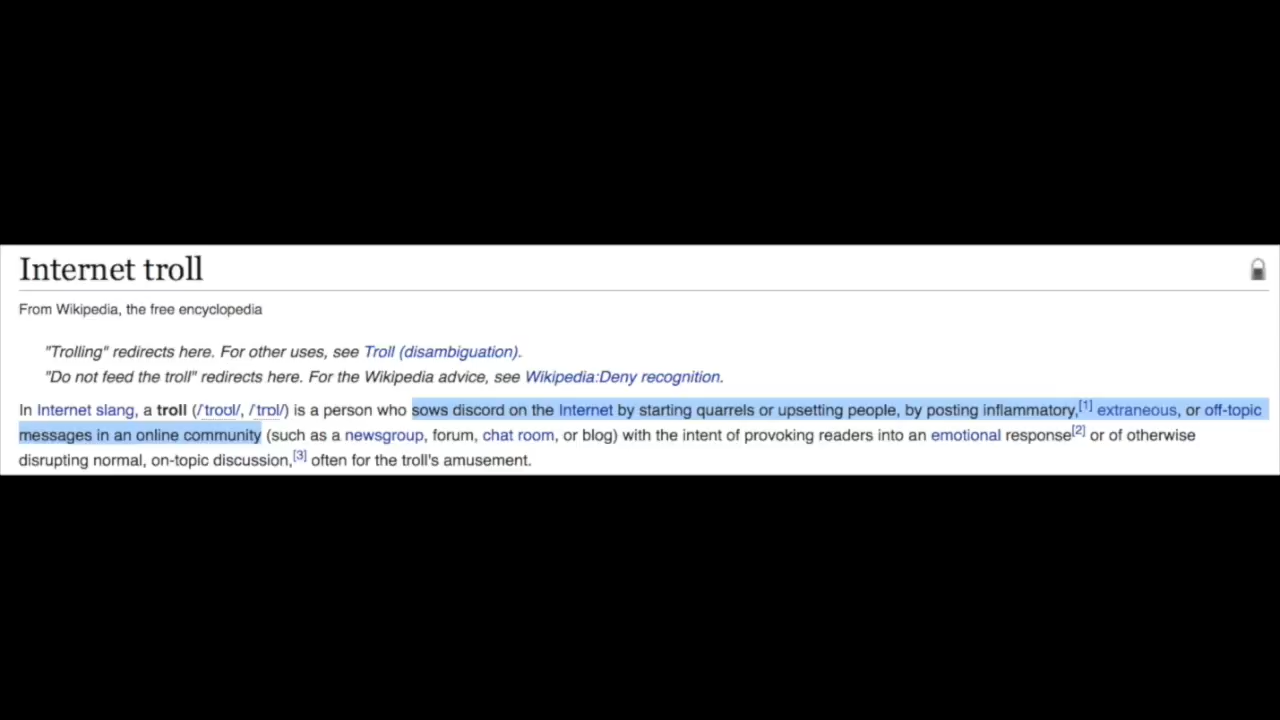 Internet troll
From Wikipedia, the free encyclopedia
"Trolling" redirects here. For other uses, see Troll (disambiguation).
"Do not feed the troll" redirects here. For the Wikipedia advice, see Wikipedia:Deny recognition.
In Internet slang, a troll (/ˈtroʊl/, /ˈtrɒl/) is a person who sows discord on the Internet by starting quarrels or upsetting people, by posting inflammatory,[1] extraneous, or off-topic
messages in an online community (such as a newsgroup, forum, chat room, or blog) with the intent of provoking readers into an emotional response[2] or of otherwise
disrupting normal, on-topic discussion,[3] often for the troll's amusement.